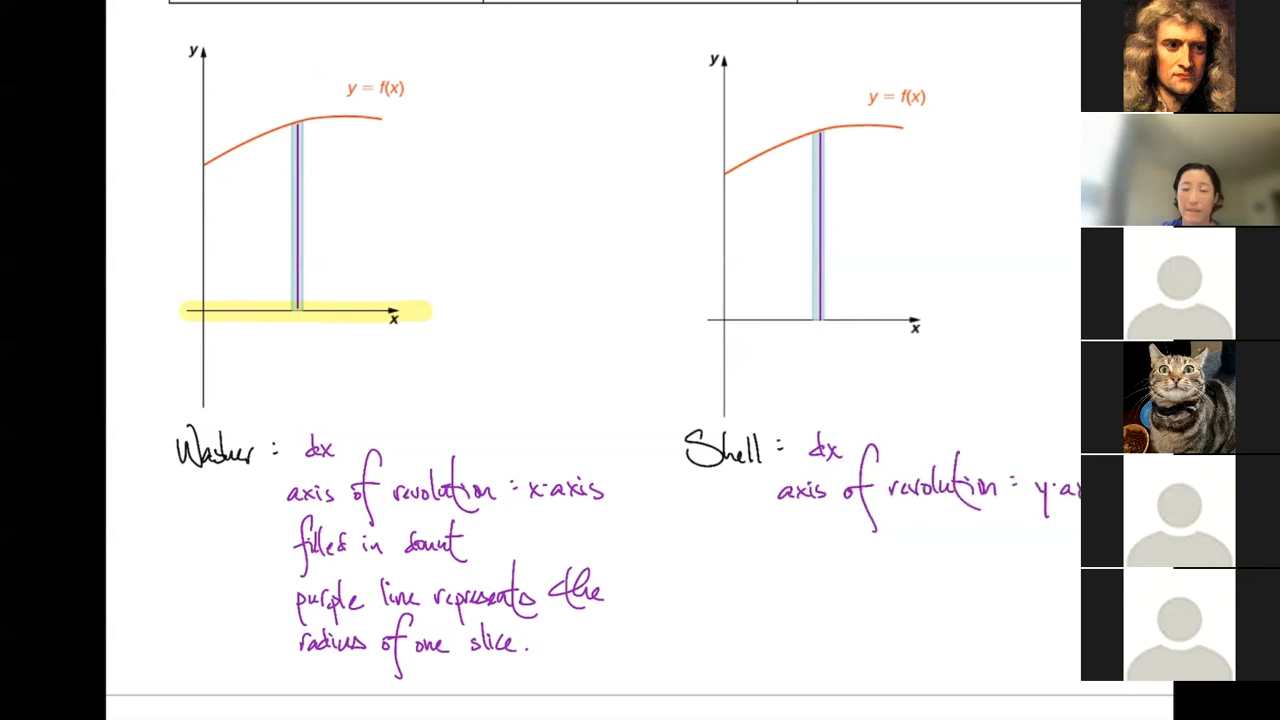 y
y = f(x)
x
y
y = f(x)
x
Washer : dx
axis of revolution : x-axis
filled in donut
purple line represents the
radius of one slice.
Shell : dx
axis of revolution : y-ax